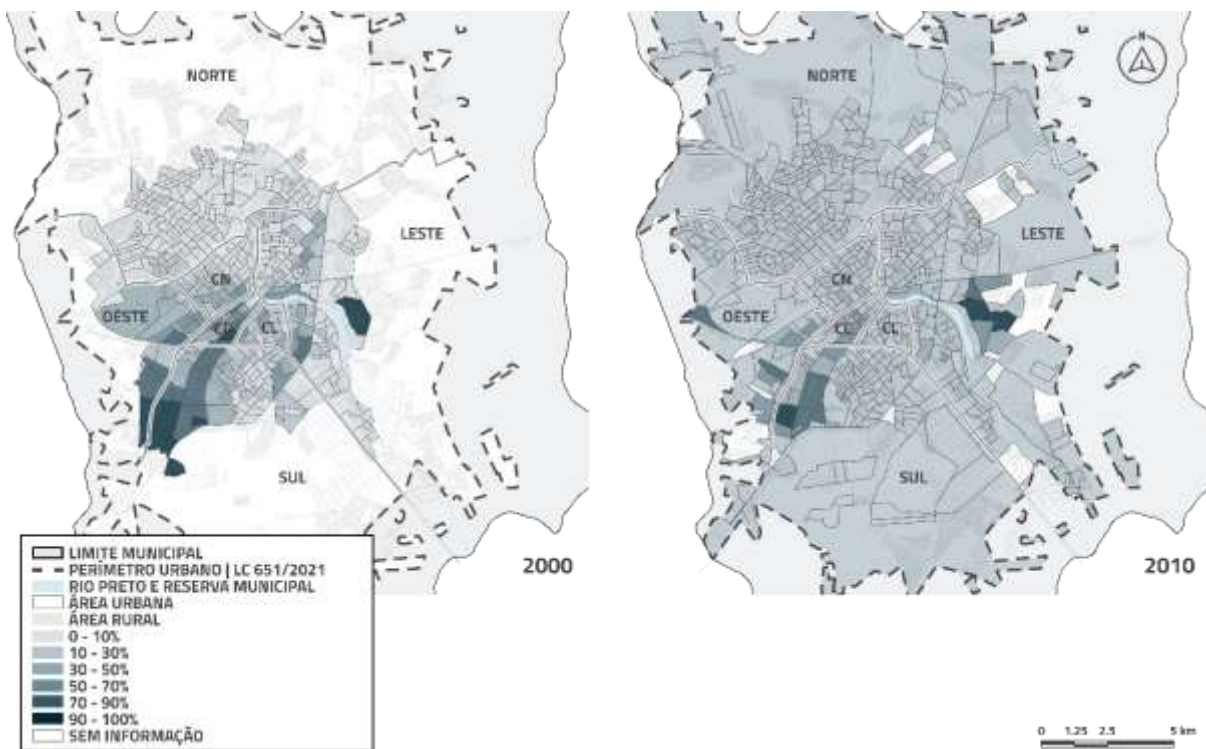 NORTE
LESTE
CN
OESTE
CL
SUL
2000
LIMITE MUNICIPAL
PERÍMETRO URBANO | LC 651/2021
RIO PRETO E RESERVA MUNICIPAL
ÁREA URBANA
ÁREA RURAL
0 - 10%
10 - 30%
30 - 50%
50 - 70%
70 - 90%
90 - 100%
SEM INFORMAÇÃO
N
NORTE
LESTE
CN
OESTE
CL
SUL
2010
0 1.25 2.5 5 km